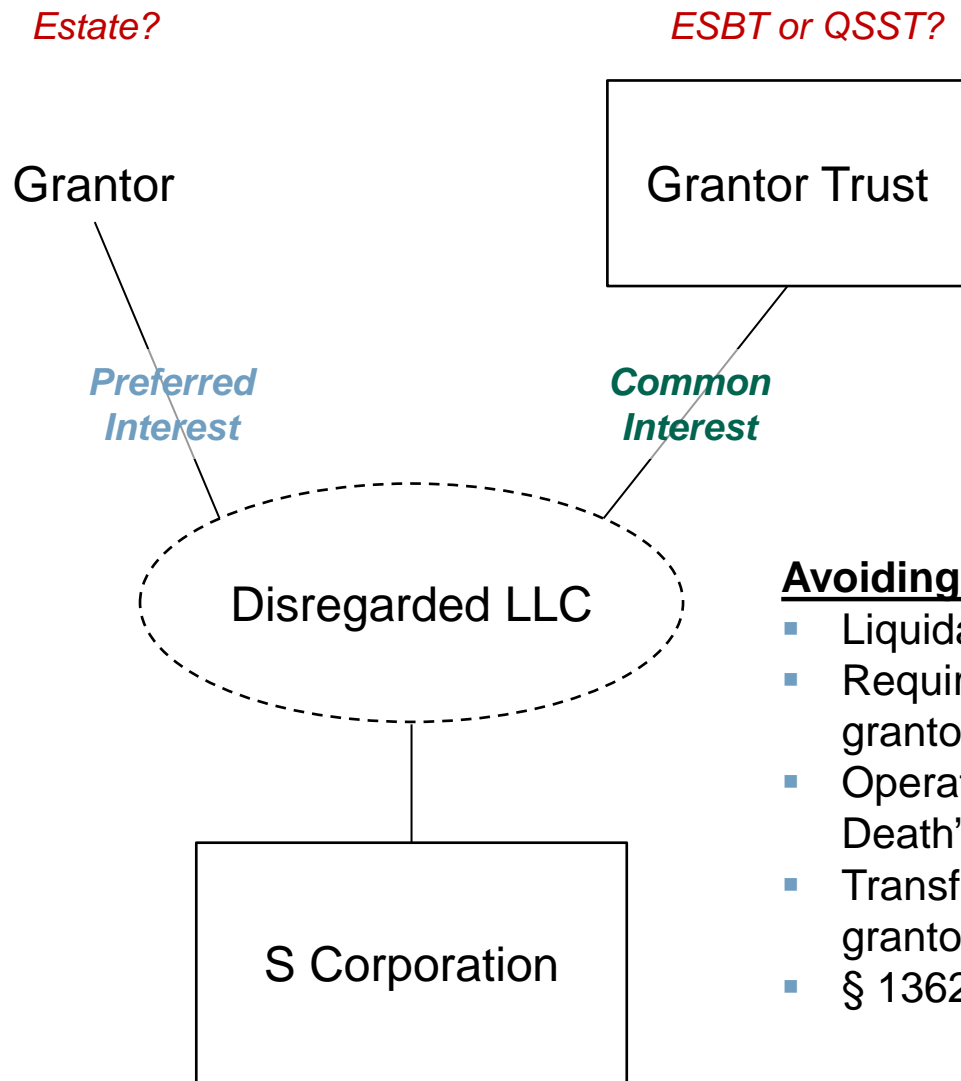 Estate?
ESBT or QSST?
Grantor
Grantor Trust
Preferred
Interest
Common
Interest
Disregarded LLC
Avoiding
Liquida
Requir
granto
Operat
Death"
Transf
granto
S Corporation
§ 1362